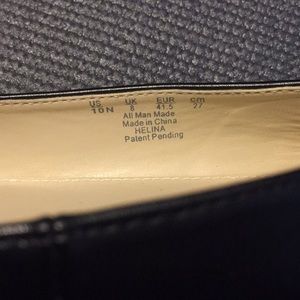 US UK EUR cm
10N 8 41.5 27
All Man Made
Made in China
HELINA
Patent Pending